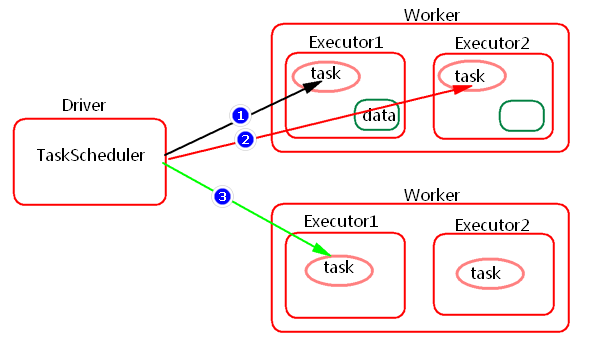 Worker
Executor1
Executor2
task
task
data
Driver
TaskScheduler
1
2
3
Worker
Executor1
Executor2
task
task